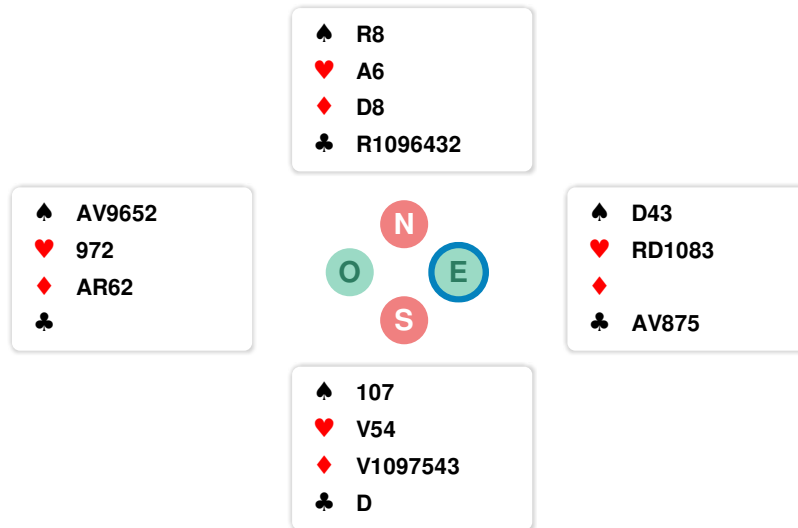 ♠ R8
♥ A6
♦ D8
♣ R1096432
♠ AV9652
♥ 972
♦ AR62
♣
N
O
E
S
♠ D43
♥ RD1083
♦
♣ AV875
♠ 107
♥ V54
♦ V1097543
♣ D